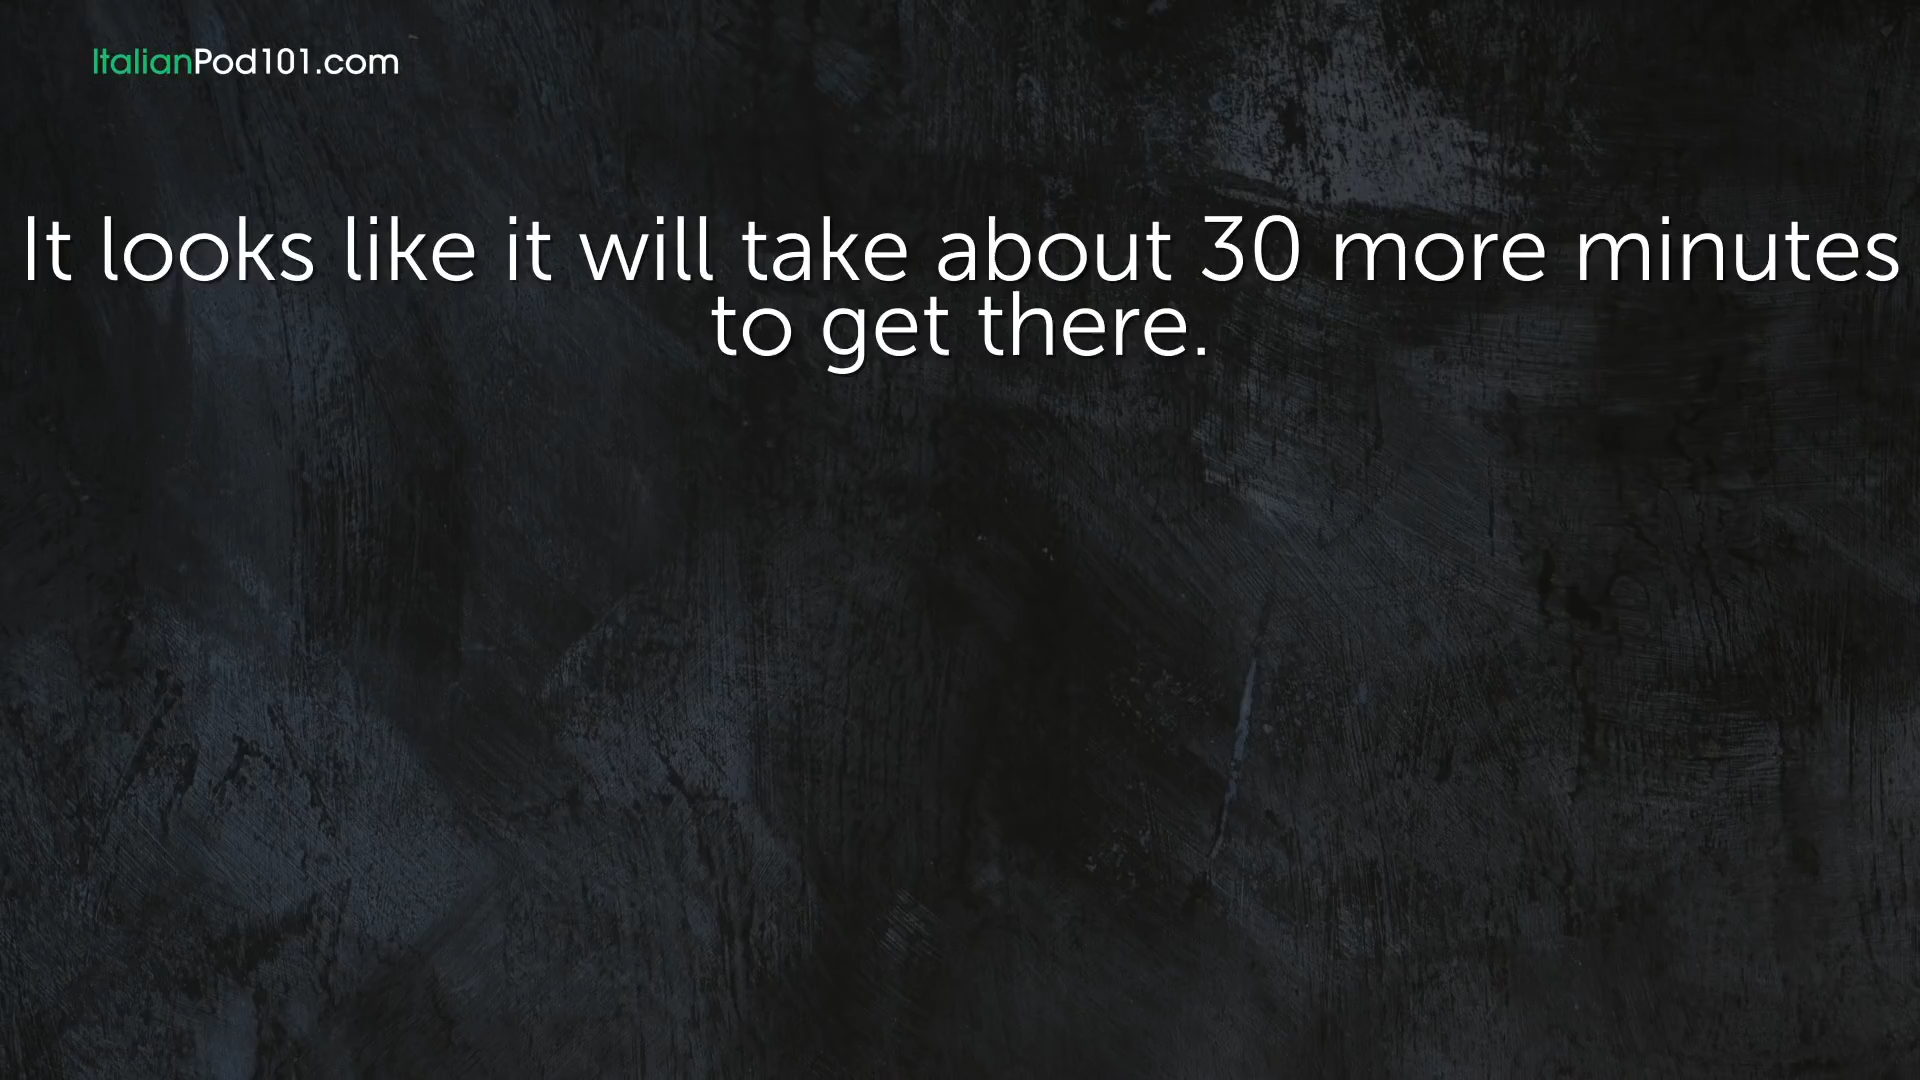 ItalianPod101.com
It looks like it will take about 30 more minutes
to get there.